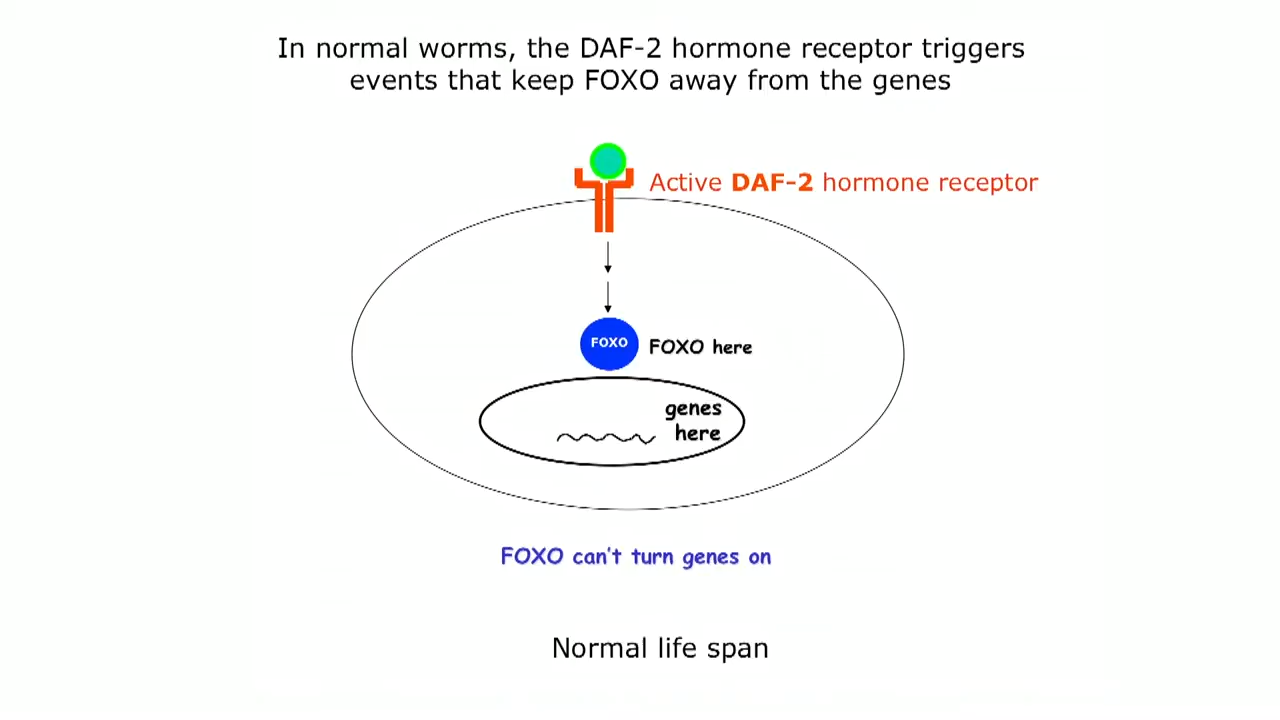 In normal worms, the DAF-2 hormone receptor triggers
events that keep FOXO away from the genes
Active DAF-2 hormone receptor
FOXO
FOXO here
genes
here
FOXO can't turn genes on
Normal life span